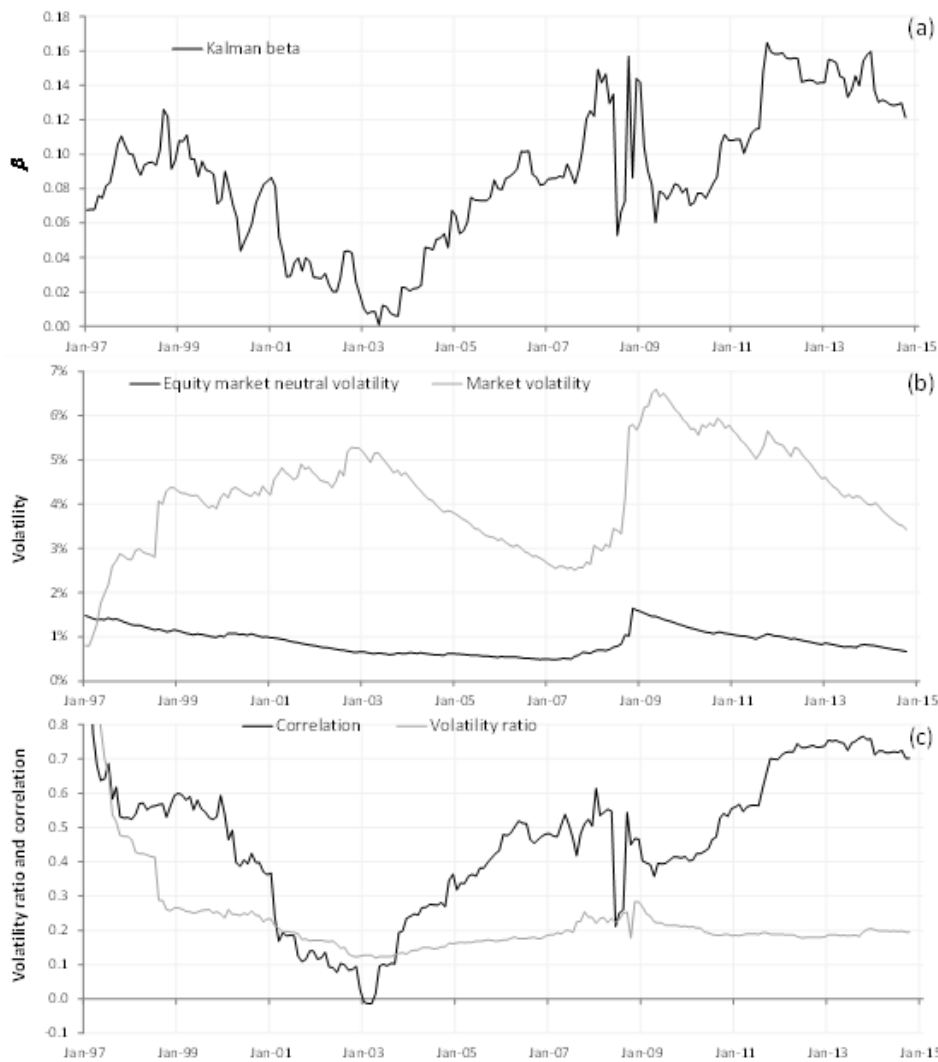 (a)
Kalman beta
β
0.18
0.16
0.14
0.12
0.10
0.08
0.06
0.04
0.02
0.00
Jan-97 Jan-99 Jan-01 Jan-03 Jan-05 Jan-07 Jan-09 Jan-11 Jan-13 Jan-15
(b)
Equity market neutral volatility Market volatility
Volatility
7%
6%
5%
4%
3%
2%
1%
0%
Jan-97 Jan-99 Jan-01 Jan-03 Jan-05 Jan-07 Jan-09 Jan-11 Jan-13 Jan-15
(c)
Correlation Volatility ratio
Volatility ratio and correlation
0.8
0.7
0.6
0.5
0.4
0.3
0.2
0.1
0.0
-0.1
Jan-97 Jan-99 Jan-01 Jan-03 Jan-05 Jan-07 Jan-09 Jan-11 Jan-13 Jan-15